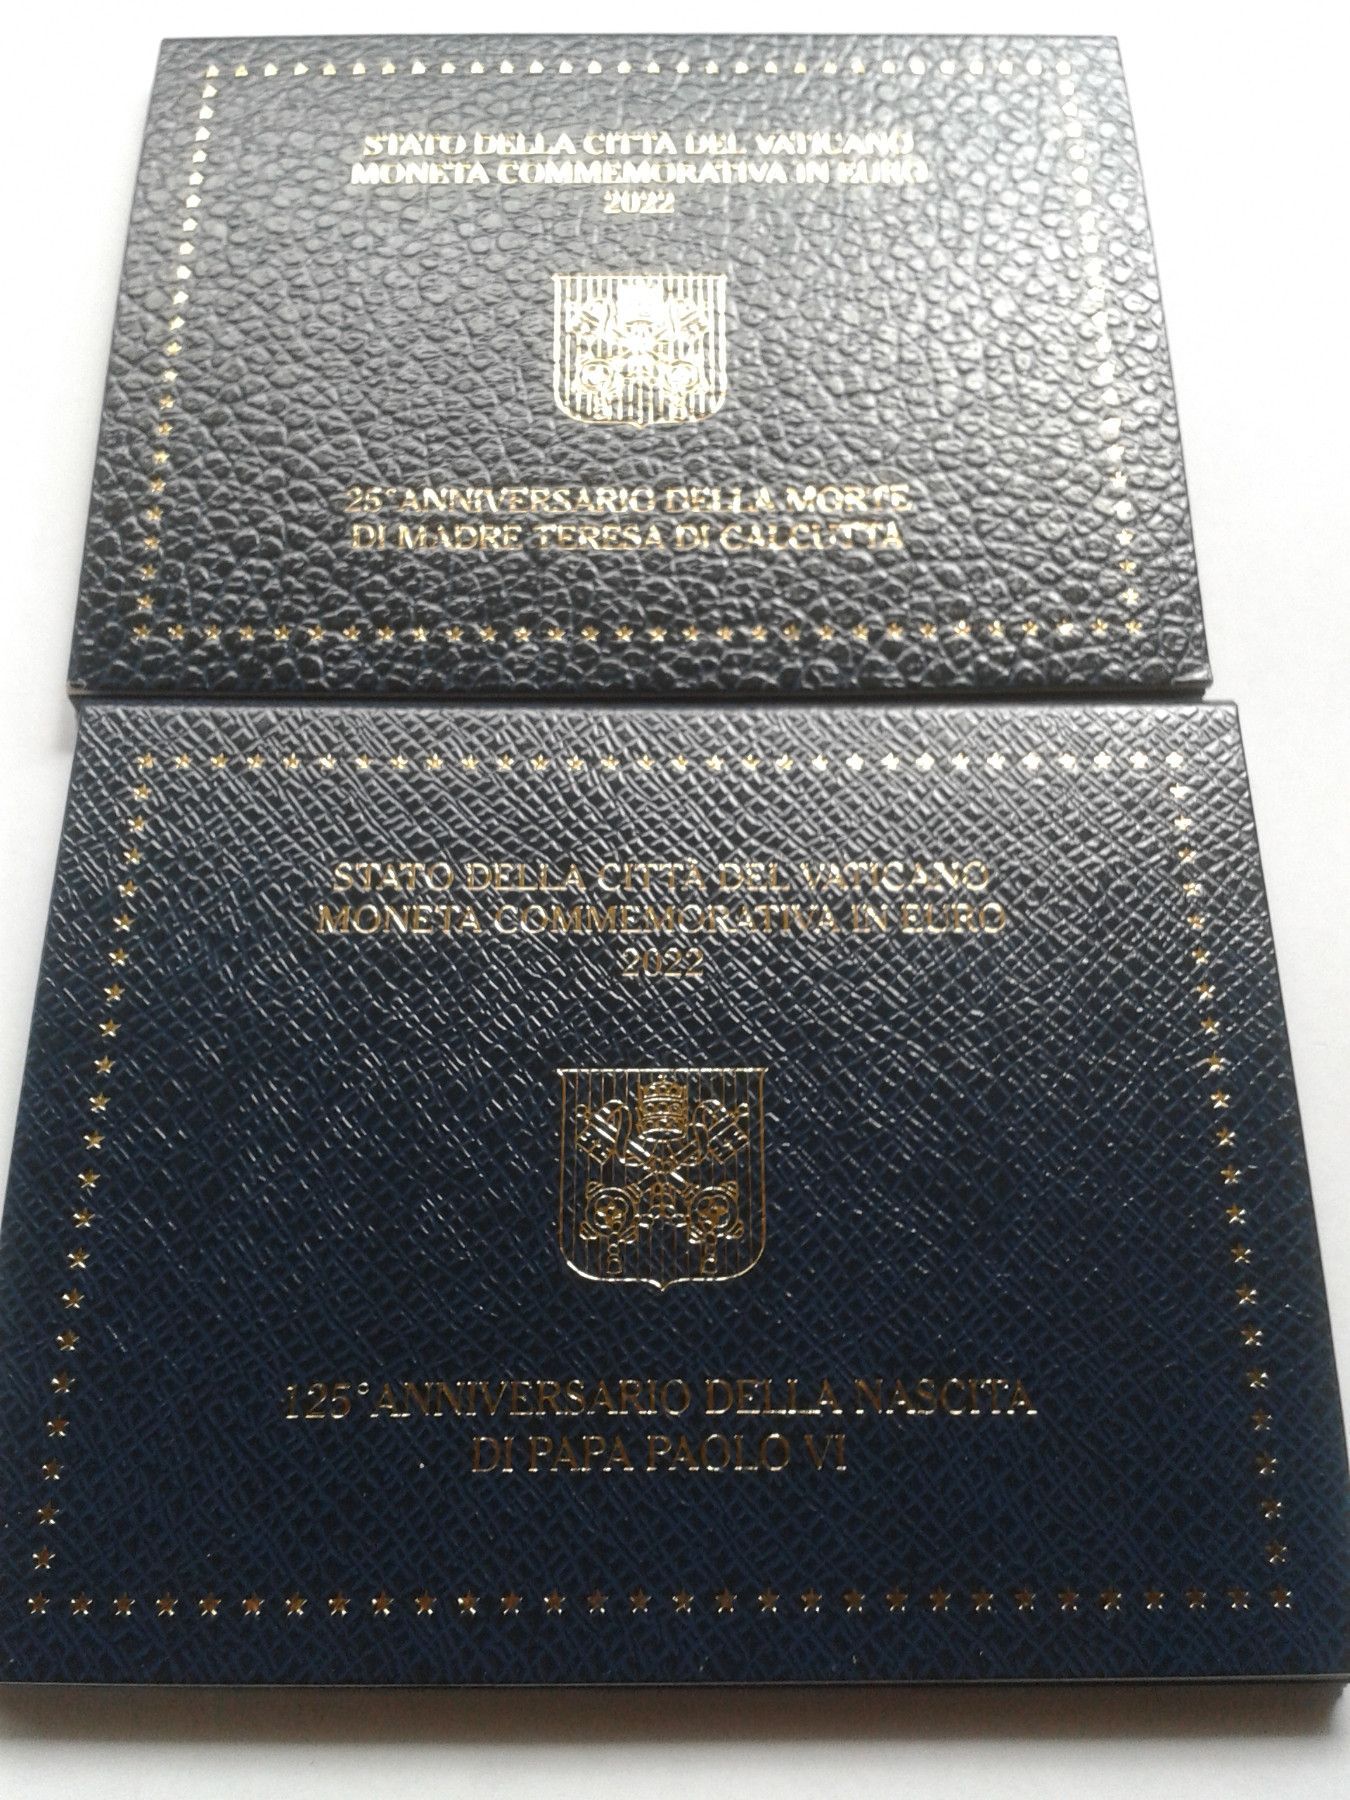 STATO DELLA CITTÀ DEL VATICANO
MONETA COMMEMORATIVA IN EURO
2022
25° ANNIVERSARIO DELLA MORTE
DI MADRE TERESA DI CALCUTTA
STATO DELLA CITTÀ DEL VATICANO
MONETA COMMEMORATIVA IN EURO
2022
125° ANNIVERSARIO DELLA NASCITA
DI PAPA PAOLO VI